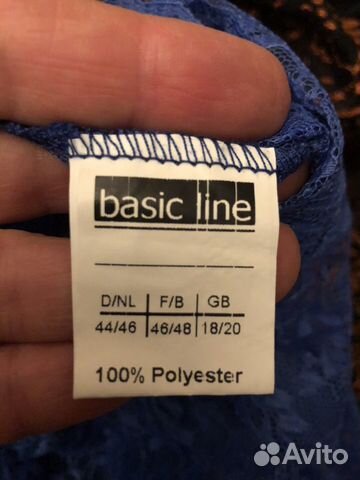 basic line
D/NL F/B GB
44/46 46/48 18/20
100% Polyester
Avito